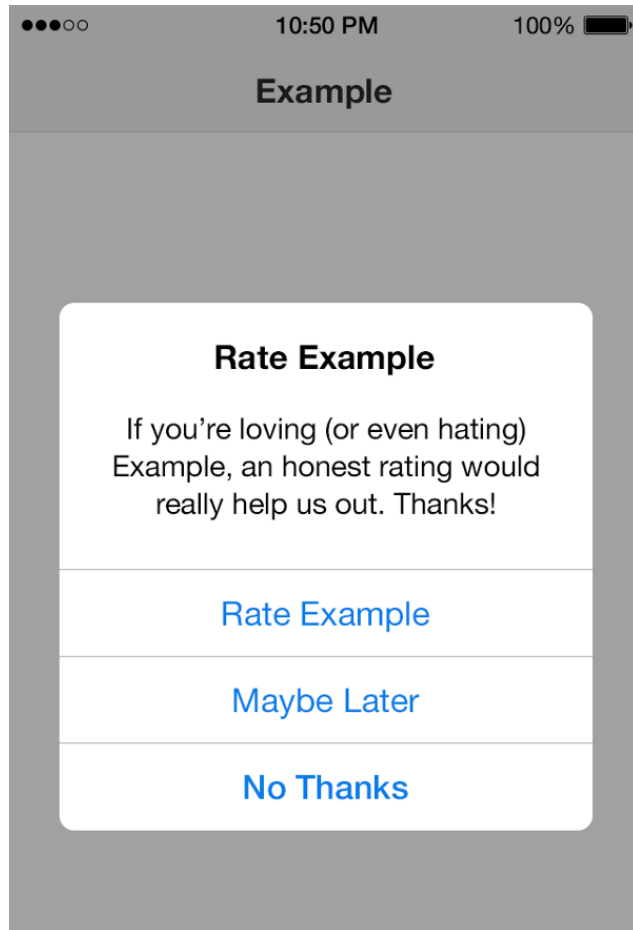 10:50 PM 100%
Example
Rate Example
If you’re loving (or even hating)
Example, an honest rating would
really help us out. Thanks!
Rate Example
Maybe Later
No Thanks